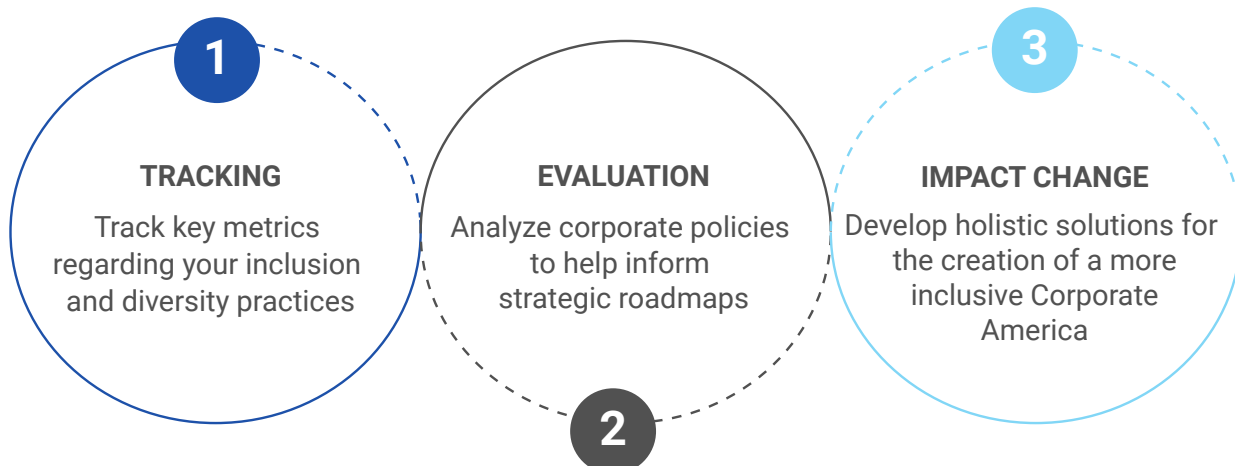 1
TRACKING
Track key metrics
regarding your inclusion
and diversity practices
EVALUATION
Analyze corporate policies
to help inform
strategic roadmaps
2
3
IMPACT CHANGE
Develop holistic solutions for
the creation of a more
inclusive Corporate
America